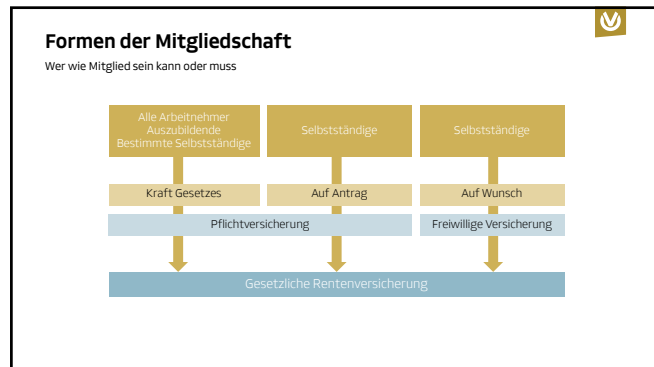 Formen der Mitgliedschaft
Wer wie Mitglied sein kann oder muss
Alle Arbeitnehmer
Auszubildende
Bestimmte Selbstständige
Selbstständige
Selbstständige
Kraft Gesetzes
Auf Antrag
Auf Wunsch
Pflichtversicherung
Freiwillige Versicherung
Gesetzliche Rentenversicherung